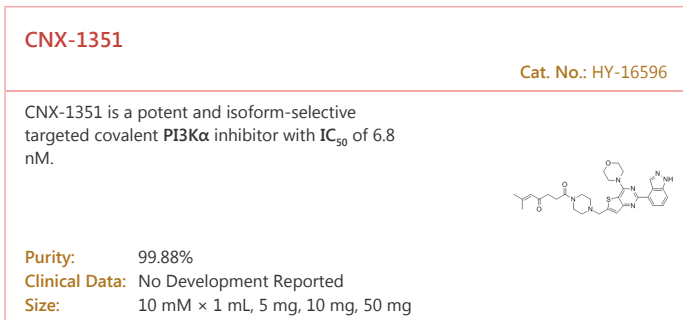 CNX-1351
Cat. No.: HY-16596
CNX-1351 is a potent and isoform-selective
targeted covalent PI3Kα inhibitor with IC50 of 6.8
nM.
O
N
N
NH
O
N
N
S
N
N
O
Purity: 99.88%
Clinical Data: No Development Reported
Size: 10 mM × 1 mL, 5 mg, 10 mg, 50 mg